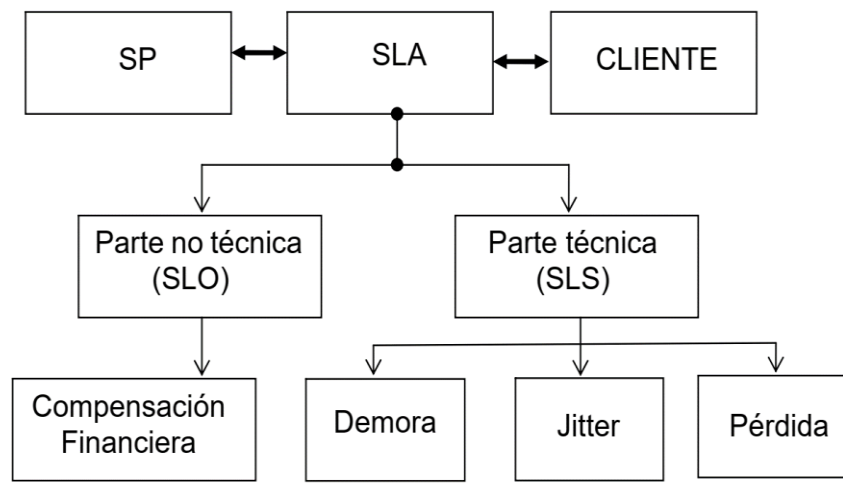 SP
SLA
CLIENTE
Parte no técnica
(SLO)
Parte técnica
(SLS)
Compensación
Financiera
Demora
Jitter
Pérdida